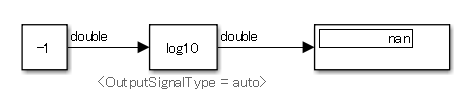 -1
double
log10
double
nan
<OutputSignalType = auto>